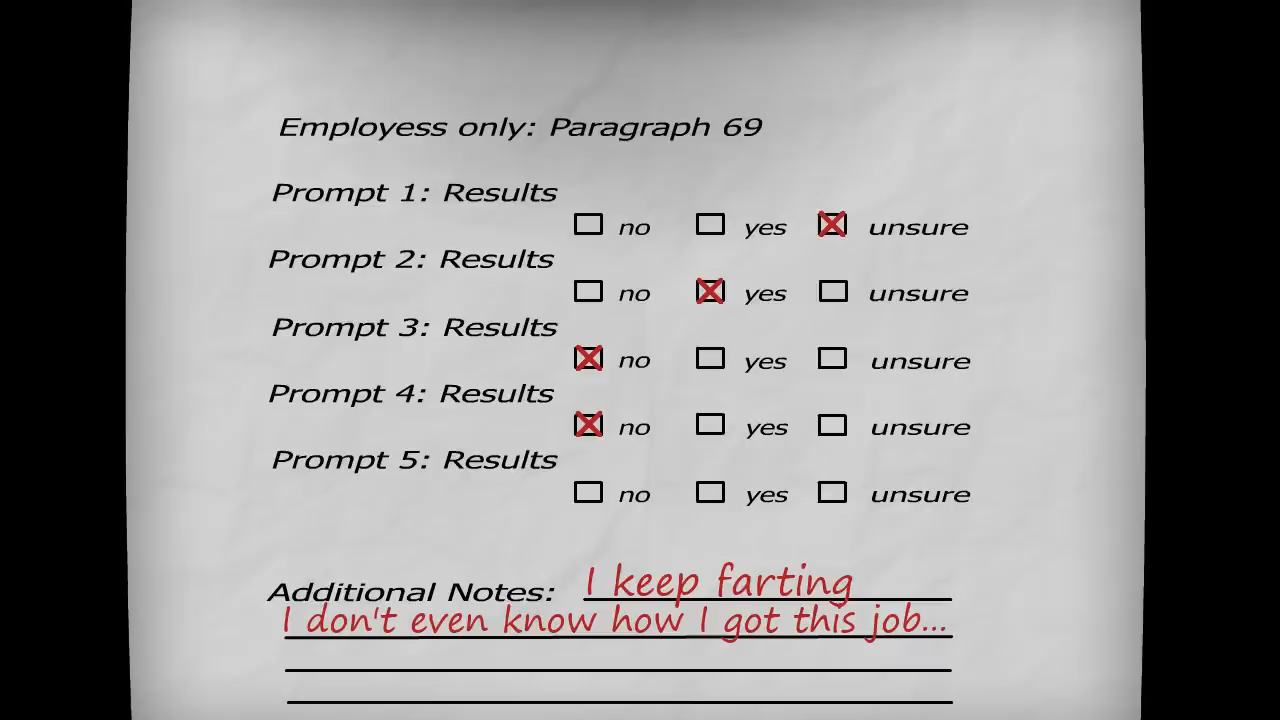 Employess only: Paragraph 69
Prompt 1: Results
no yes unsure
Prompt 2: Results
no yes unsure
Prompt 3: Results
no yes unsure
Prompt 4: Results
no yes unsure
Prompt 5: Results
no yes unsure
Additional Notes: I keep farting
I don't even know how I got this job...